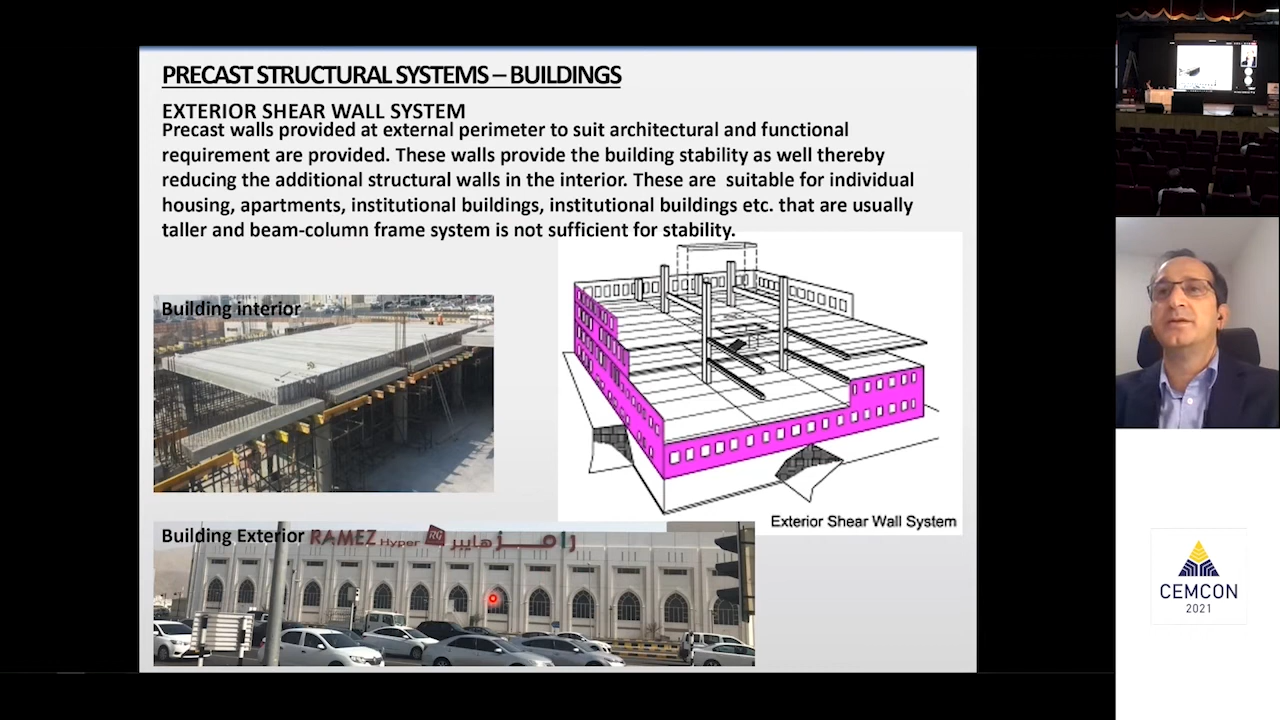 PRECAST STRUCTURAL SYSTEMS – BUILDINGS
EXTERIOR SHEAR WALL SYSTEM
Precast walls provided at external perimeter to suit architectural and functional
requirement are provided. These walls provide the building stability as well thereby
reducing the additional structural walls in the interior. These are suitable for individual
housing, apartments, institutional buildings, institutional buildings etc. that are usually
taller and beam-column frame system is not sufficient for stability.
Building interior
Exterior Shear Wall System
Building Exterior
RAMEZ Hyper RG رامز هايبر
CEMCON
2021